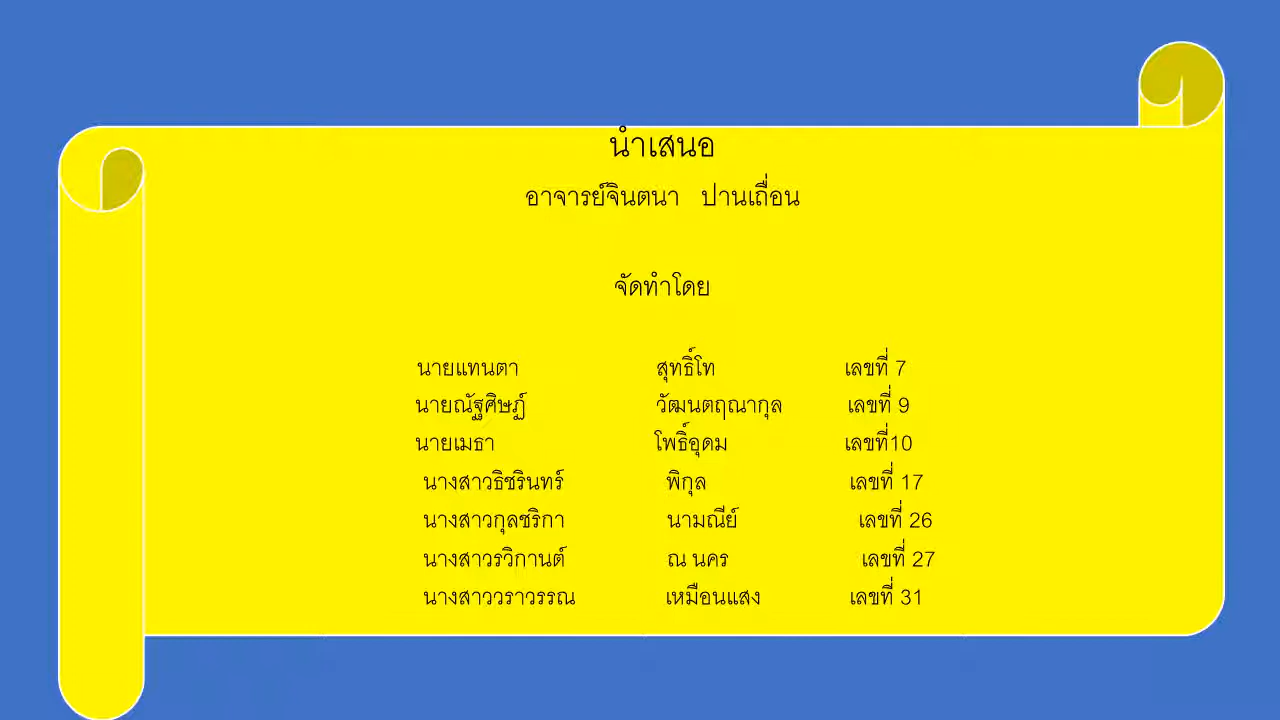 นำเสนอ
อาจารย์จินตนา ปานเถื่อน
จัดทำโดย
นายแทนตา สุทธิ์โท เลขที่ 7
นายณัฐศิษฏ์ วัฒนตฤณากุล เลขที่ 9
นายเมธา โพธิ์อุดม เลขที่10
นางสาวธิชรินทร์ พิกุล เลขที่ 17
นางสาวกุลชริกา นามณีย์ เลขที่ 26
นางสาวรวิกานต์ ณ นคร เลขที่ 27
นางสาววราวรรณ เหมือนแสง เลขที่ 31